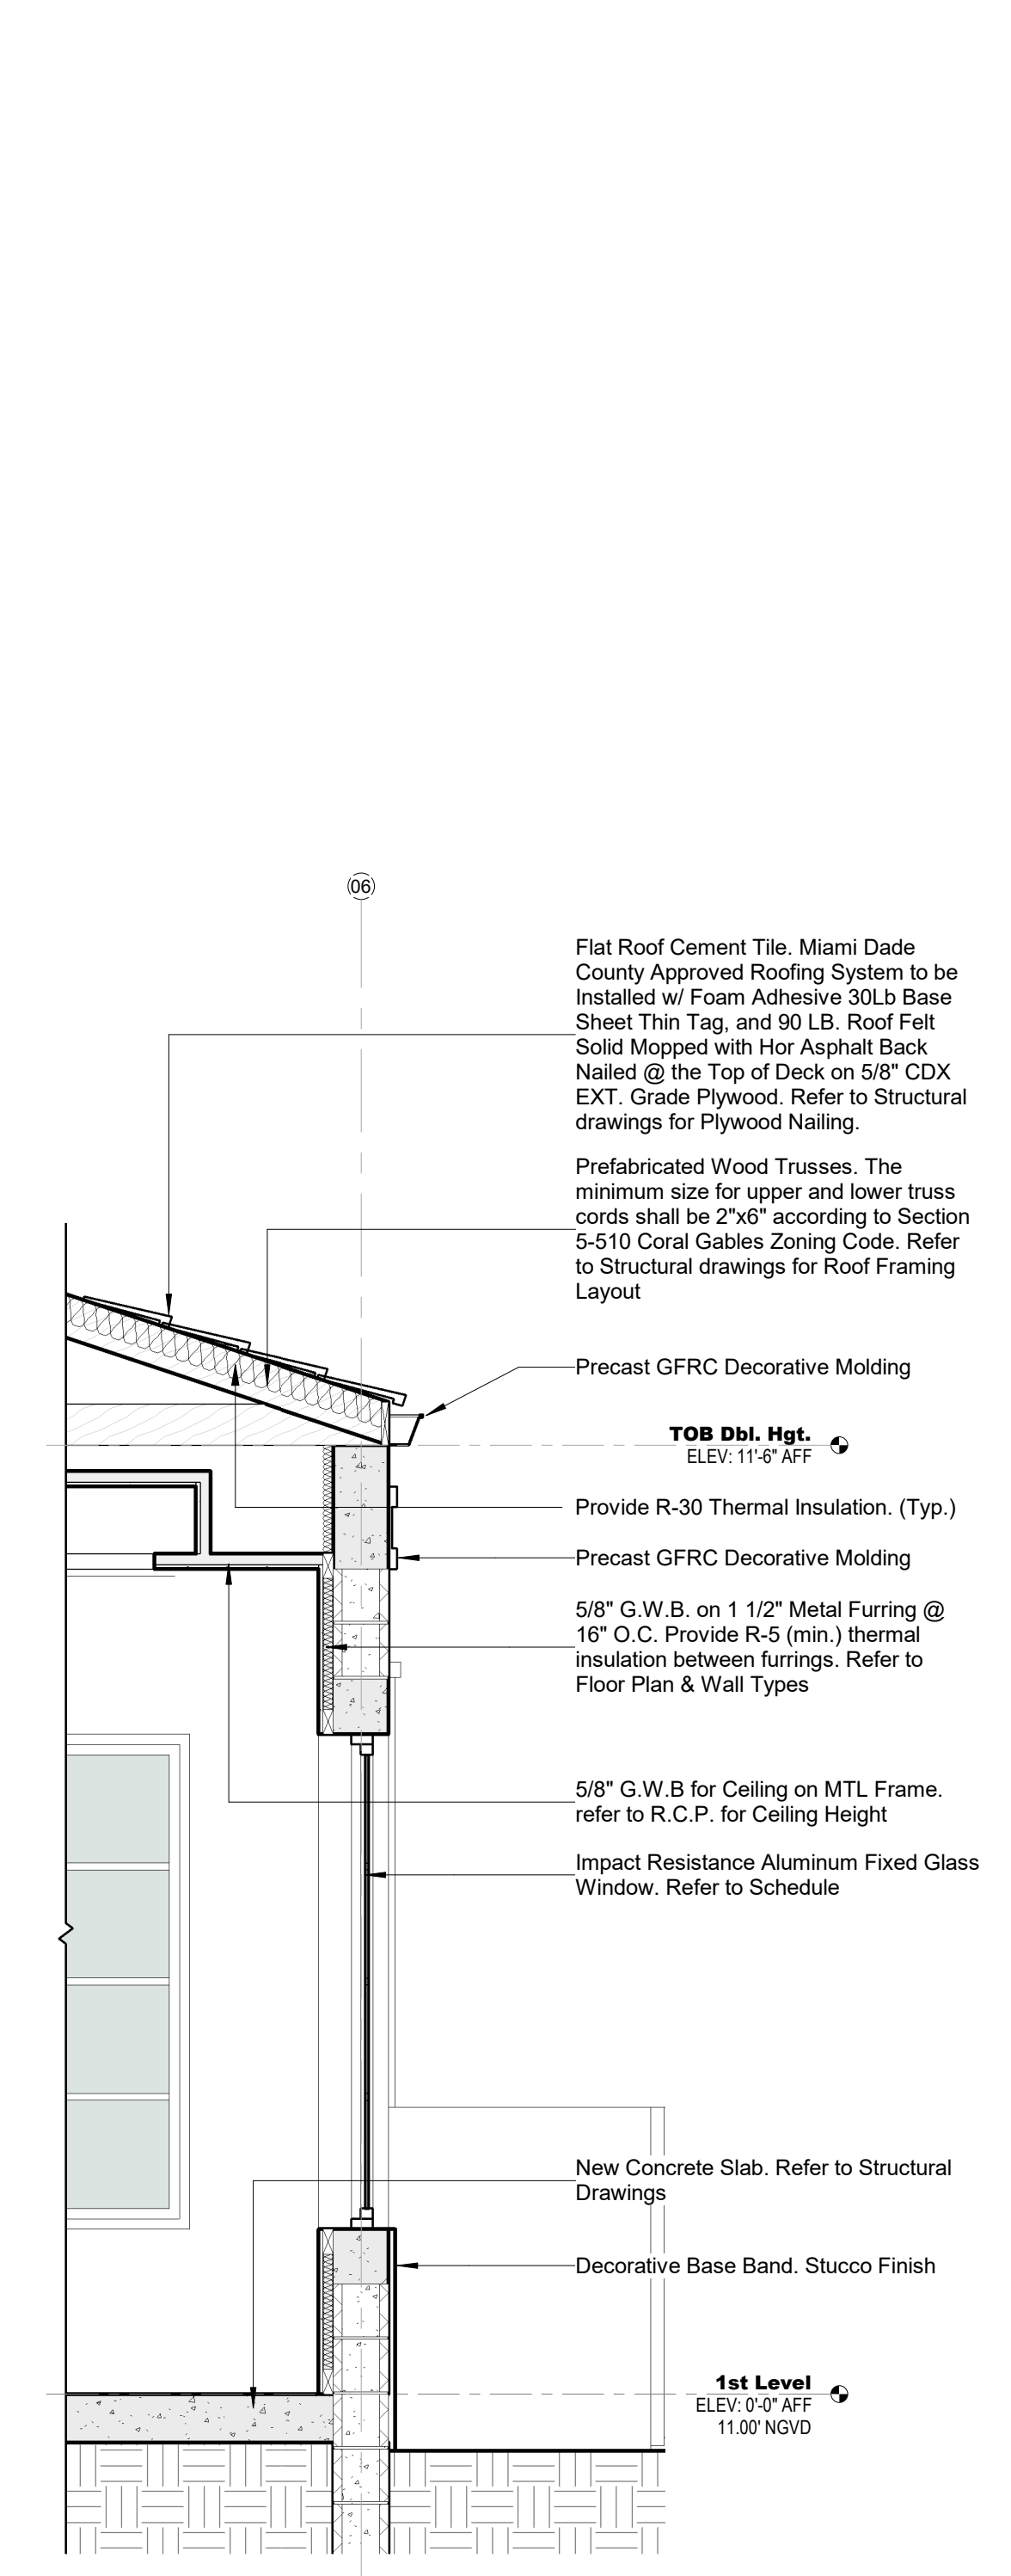 06
Flat Roof Cement Tile. Miami Dade
County Approved Roofing System to be
Installed w/ Foam Adhesive 30Lb Base
Sheet Thin Tag, and 90 LB. Roof Felt
Solid Mopped with Hor Asphalt Back
Nailed @ the Top of Deck on 5/8" CDX
EXT. Grade Plywood. Refer to Structural
drawings for Plywood Nailing.
Prefabricated Wood Trusses. The
minimum size for upper and lower truss
cords shall be 2"x6" according to Section
5-510 Coral Gables Zoning Code. Refer
to Structural drawings for Roof Framing
Layout
Precast GFRC Decorative Molding
TOB Dbl. Hgt.
ELEV: 11'-6" AFF
Provide R-30 Thermal Insulation. (Typ.)
Precast GFRC Decorative Molding
5/8" G.W.B. on 1 1/2" Metal Furring @
16" O.C. Provide R-5 (min.) thermal
insulation between furrings. Refer to
Floor Plan & Wall Types
5/8" G.W.B for Ceiling on MTL Frame.
refer to R.C.P. for Ceiling Height
Impact Resistance Aluminum Fixed Glass
Window. Refer to Schedule
New Concrete Slab. Refer to Structural
Drawings
Decorative Base Band. Stucco Finish
1st Level
ELEV: 0'-0" AFF
11.00' NGVD